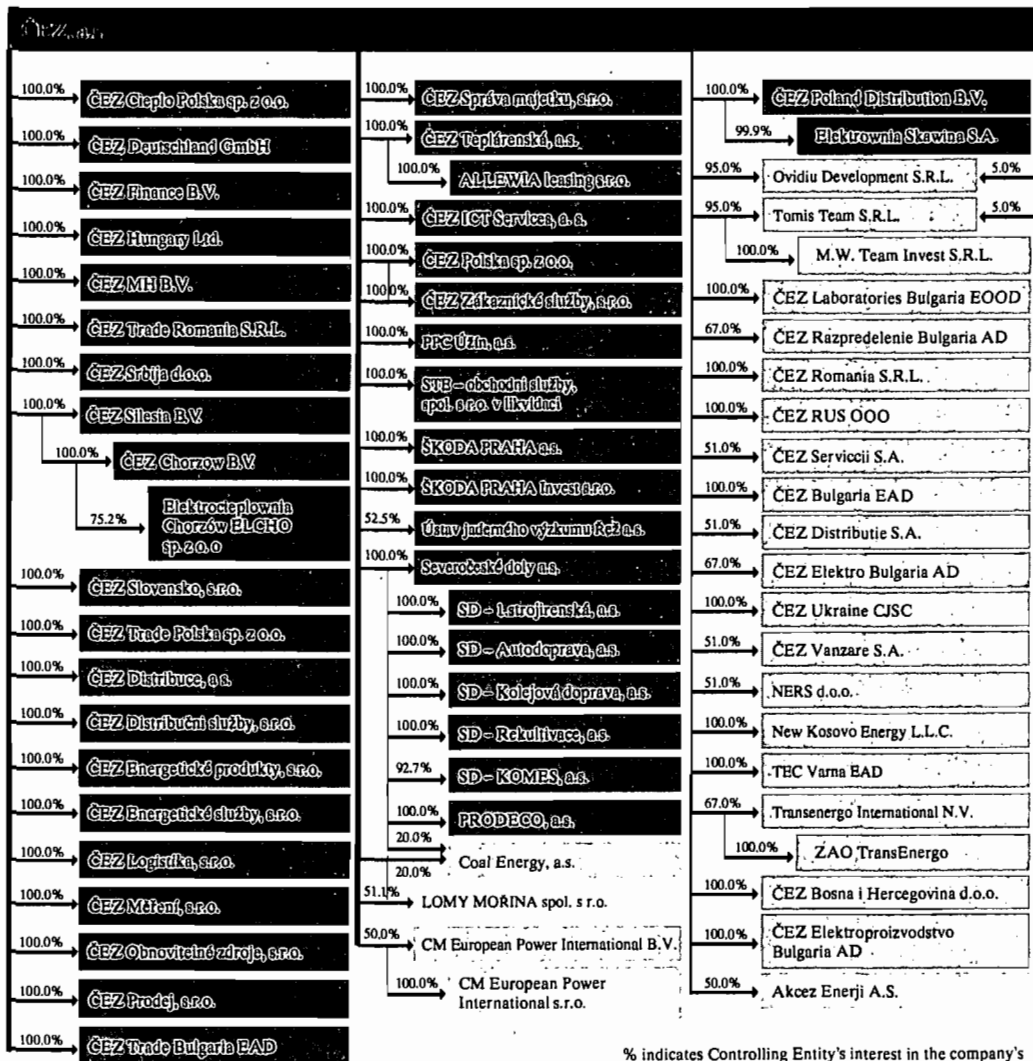 ČEZ, a.s.
100.0% ČEZ Ciepło Polska sp. z o.o.
100.0% ČEZ Deutschland GmbH
100.0% ČEZ Finance B.V.
100.0% ČEZ Hungary Ltd.
100.0% ČEZ MH B.V.
100.0% ČEZ Trade Romania S.R.L.
100.0% ČEZ Srbija d.o.o.
100.0% ČEZ Silesia B.V.
100.0% ČEZ Chorzow B.V.
75.2% Elektrociepłownia
Chorzów ELCHO
sp. z o.o
100.0% ČEZ Slovensko, s.r.o.
100.0% ČEZ Trade Polska sp. z o.o.
100.0% ČEZ Distribuce, a s.
100.0% ČEZ Distribuční služby, s.r.o.
100.0% ČEZ Energetické produkty, s.r.o.
100.0% ČEZ Energetické služby, s.r.o.
100.0% ČEZ Logistika, s.r.o.
100.0% ČEZ Měření, s.r.o.
100.0% ČEZ Obnovitelné zdroje, s.r.o.
100.0% ČEZ Prodej, s.r.o.
100.0% ČEZ Trade Bulgaria EAD
100.0% ČEZ Správa majetku, s.r.o.
100.0% ČEZ Teplárenská, a.s.
100.0% ALLEWIA leasing s.r.o.
100.0% ČEZ ICT Services, a. s.
100.0% ČEZ Polska sp. z o.o.
100.0% ČEZ Zákaznické služby, s.r.o.
100.0% PPC Úžín, a.s.
100.0% STE – obchodní služby,
spol. s r.o. v likvidaci
100.0% ŠKODA PRAHA a.s.
100.0% ŠKODA PRAHA Invest s.r.o.
52.5% Ústav jaderného výzkumu Řež a.s.
100.0% Severočeské doly a.s.
100.0% SD – 1.strojírenská, a.s.
100.0% SD – Autodoprava, a.s.
100.0% SD – Kolejová doprava, a.s.
100.0% SD – Rekultivace, a.s.
92.7% SD – KOMES, a.s.
100.0% PRODECO, a.s.
20.0%
Coal Energy, a.s.
20.0%
51.1% LOMY MOŘINA spol. s r.o.
50.0% CM European Power International B.V.
100.0% CM European Power
International s.r.o.
100.0% ČEZ Poland Distribution B.V.
99.9% Elektrownia Skawina S.A.
95.0% Ovidiu Development S.R.L. 5.0%
95.0% Tomis Team S.R.L. 5.0%
100.0% M.W. Team Invest S.R.L.
100.0% ČEZ Laboratories Bulgaria EOOD
67.0% ČEZ Razpredelenie Bulgaria AD
100.0% ČEZ Romania S.R.L.
100.0% ČEZ RUS OOO
51.0% ČEZ Serviccii S.A.
100.0% ČEZ Bulgaria EAD
51.0% ČEZ Distributie S.A.
67.0% ČEZ Elektro Bulgaria AD
100.0% ČEZ Ukraine CJSC
51.0% ČEZ Vanzare S.A.
51.0% NERS d.o.o.
100.0% New Kosovo Energy L.L.C.
100.0% TEC Varna EAD
67.0% Transenergo International N.V.
100.0% ZAO TransEnergo
100.0% ČEZ Bosna i Hercegovina d.o.o.
100.0% ČEZ Elektroproizvodstvo
Bulgaria AD
50.0% Akcez Enerji A.S.
% indicates Controlling Entity's interest in the company's